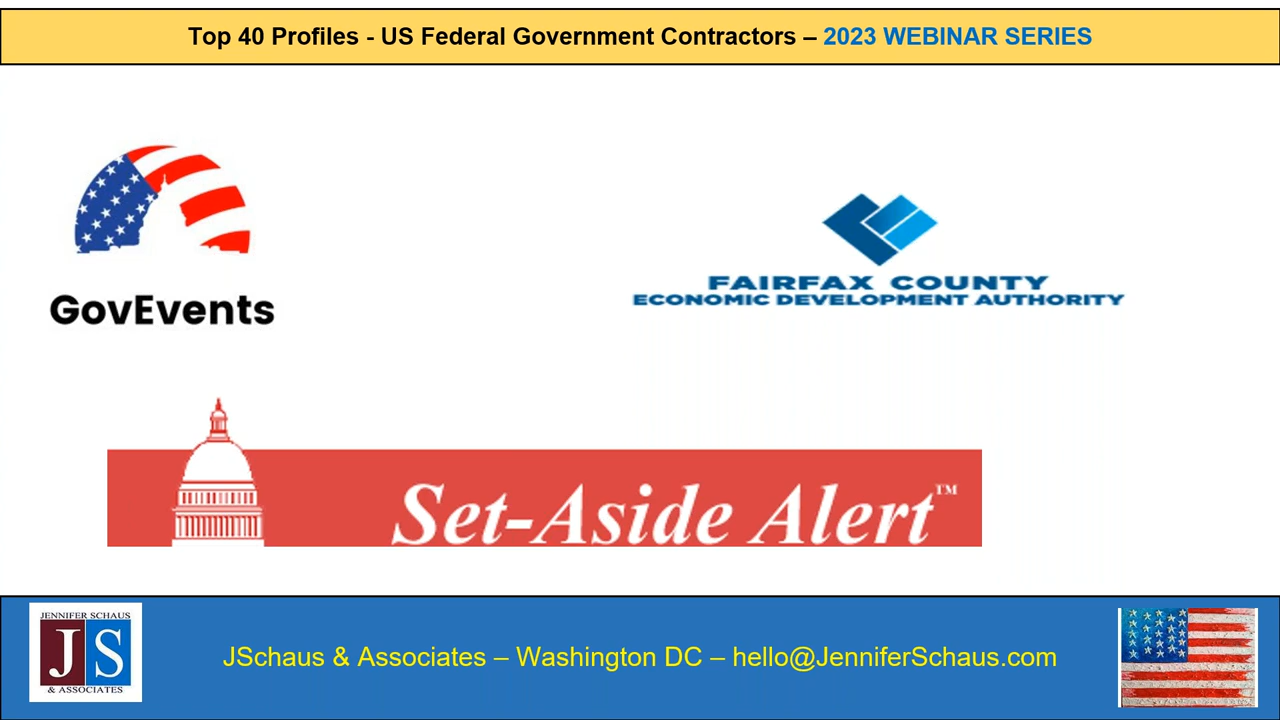 Top 40 Profiles - US Federal Government Contractors – 2023 WEBINAR SERIES
GovEvents
FAIRFAX COUNTY
ECONOMIC DEVELOPMENT AUTHORITY
Set-Aside Alert™
JENNIFER SCHAUS
JS
& ASSOCIATES
JSchaus & Associates – Washington DC – hello@JenniferSchaus.com